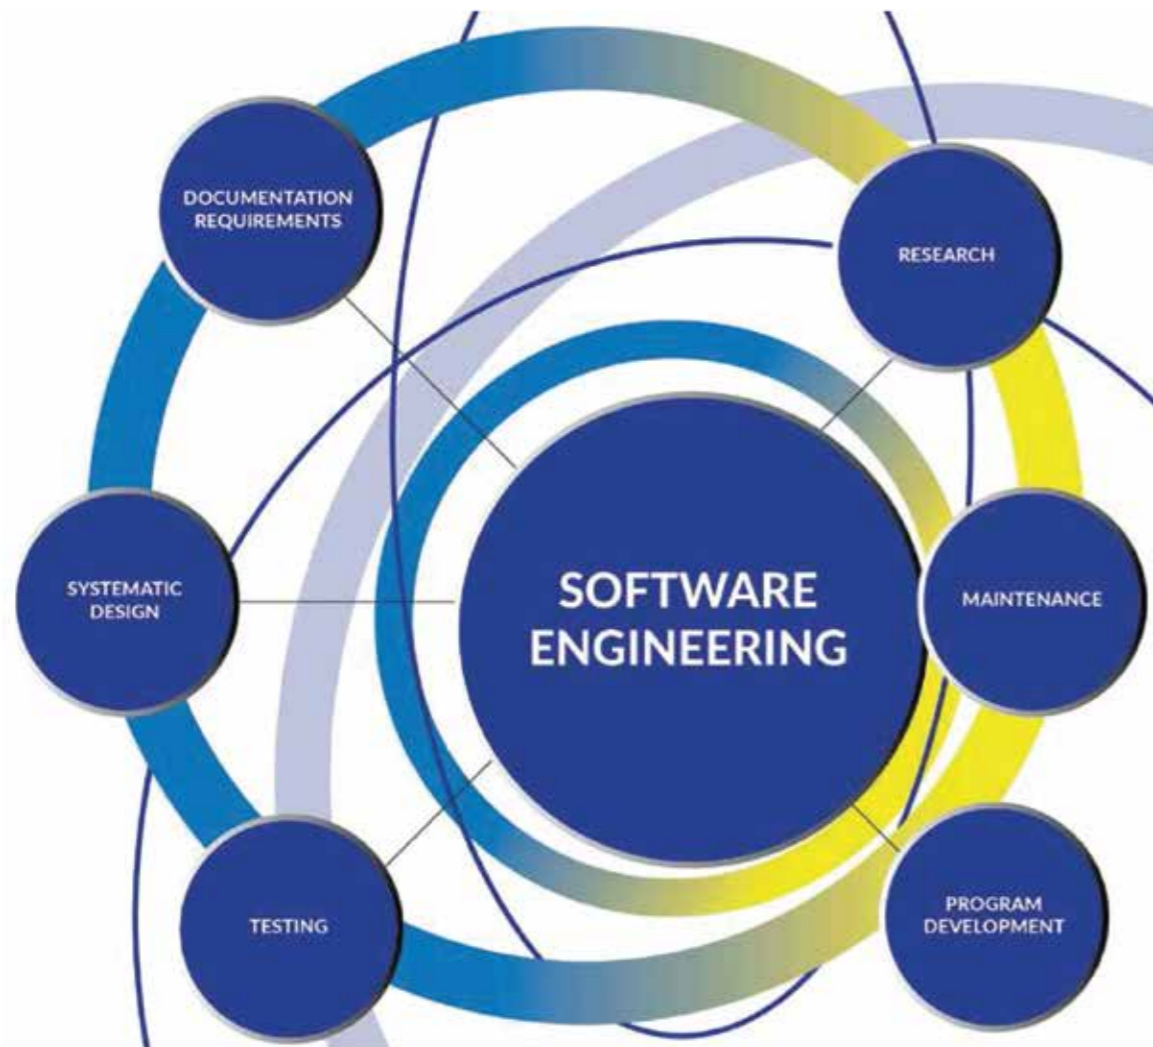 DOCUMENTATION
REQUIREMENTS
RESEARCH
SYSTEMATIC
DESIGN
SOFTWARE
ENGINEERING
MAINTENANCE
TESTING
PROGRAM
DEVELOPMENT